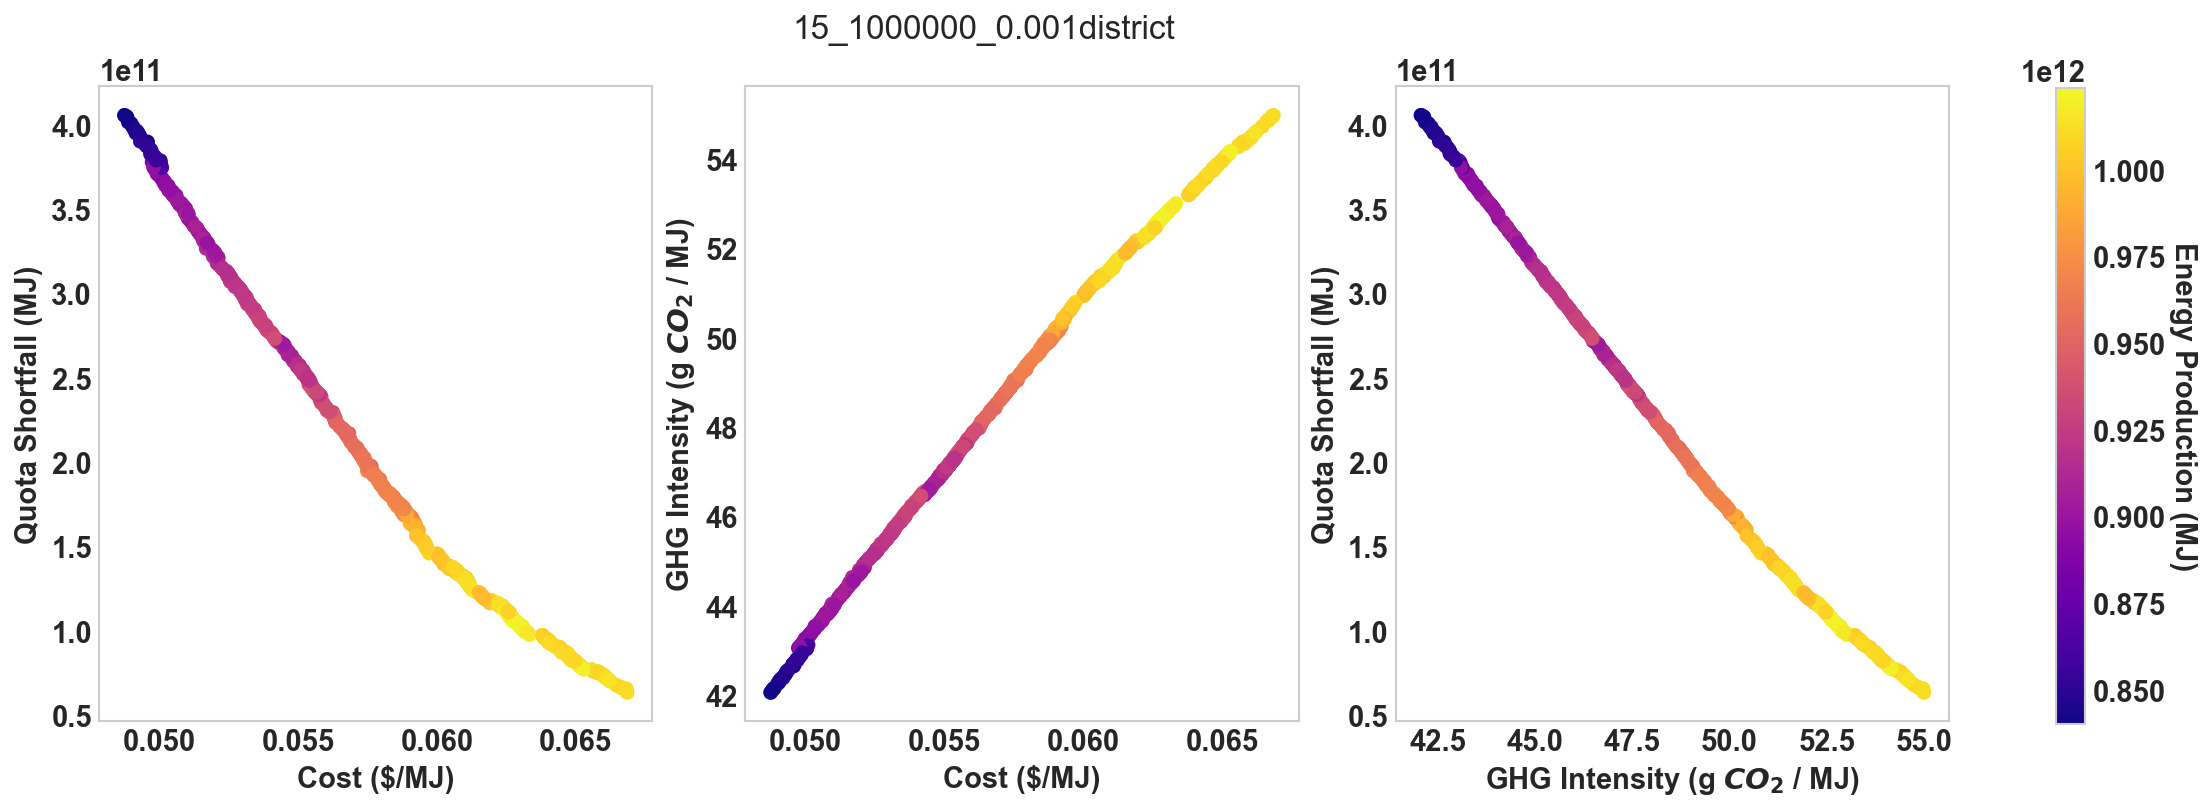 15_1000000_0.001district
1e11
4.0
3.5
3.0
2.5
2.0
1.5
1.0
0.5
Quota Shortfall (MJ)
0.050 0.055 0.060 0.065
Cost ($/MJ)
54
52
50
48
46
44
42
GHG Intensity (g CO₂ / MJ)
0.050 0.055 0.060 0.065
Cost ($/MJ)
1e11
4.0
3.5
3.0
2.5
2.0
1.5
1.0
0.5
Quota Shortfall (MJ)
42.5 45.0 47.5 50.0 52.5 55.0
GHG Intensity (g CO₂ / MJ)
1e12
1.000
0.975
0.950
0.925
0.900
0.875
0.850
Energy Production (MJ)